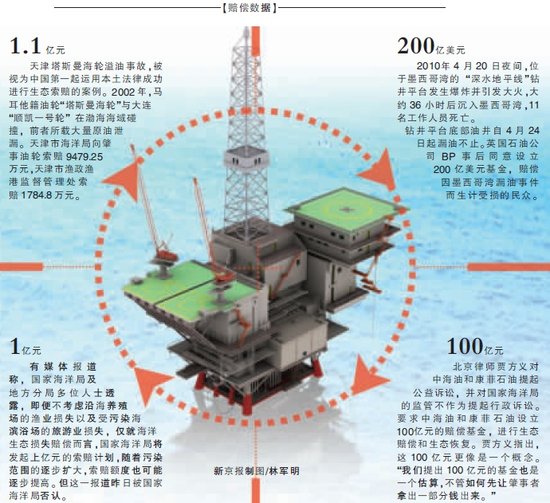 【赔偿数据】
1.1亿元
天津塔斯曼海轮溢油事故,被
视为中国第一起运用本土法律成功
进行生态索赔的案例。2002年,马
耳他籍油轮“塔斯曼海轮”与大连
“顺凯一号轮”在渤海海域碰
撞,前者所载大量原油泄
漏。天津市海洋局向肇
事油轮索赔9479.25
万元,天津市渔政渔
港监督管理处索
赔1784.8万元。
200亿美元
2010年4月20日夜间,位
于墨西哥湾的“深水地平线”钻
井平台发生爆炸并引发大火,大
约36小时后沉入墨西哥湾,11
名工作人员死亡。
钻井平台底部油井自4月24
日起漏油不止。英国石油公
司BP事后同意设立
200亿美元基金,赔偿
因墨西哥湾漏油事件
而生计受损的民众。
1亿元
有媒体报道
称,国家海洋局及
地方分局多位人士透
露,即便不考虑沿海养殖
场的渔业损失以及受污染海
滨浴场的旅游业损失,仅就海洋
生态损失赔偿而言,国家海洋局将
发起上亿元的索赔计划,随着污染
范围的逐步扩大,索赔额度也可能
逐步提高。但这一报道昨日被国家
海洋局否认。
100亿元
北京律师贾方义对
中海油和康菲石油提起
公益诉讼,并对国家海洋局
的监管不作为提起行政诉讼。
要求中海油和康菲石油设立
100亿元的赔偿基金,进行生态
赔偿和生态恢复。贾方义指出,
这100亿元更像是一个概念。
“我们提出100亿元的基金也是
一个估算,不管如何先让肇事者
拿出一部分钱出来。”
新京报制图/林军明